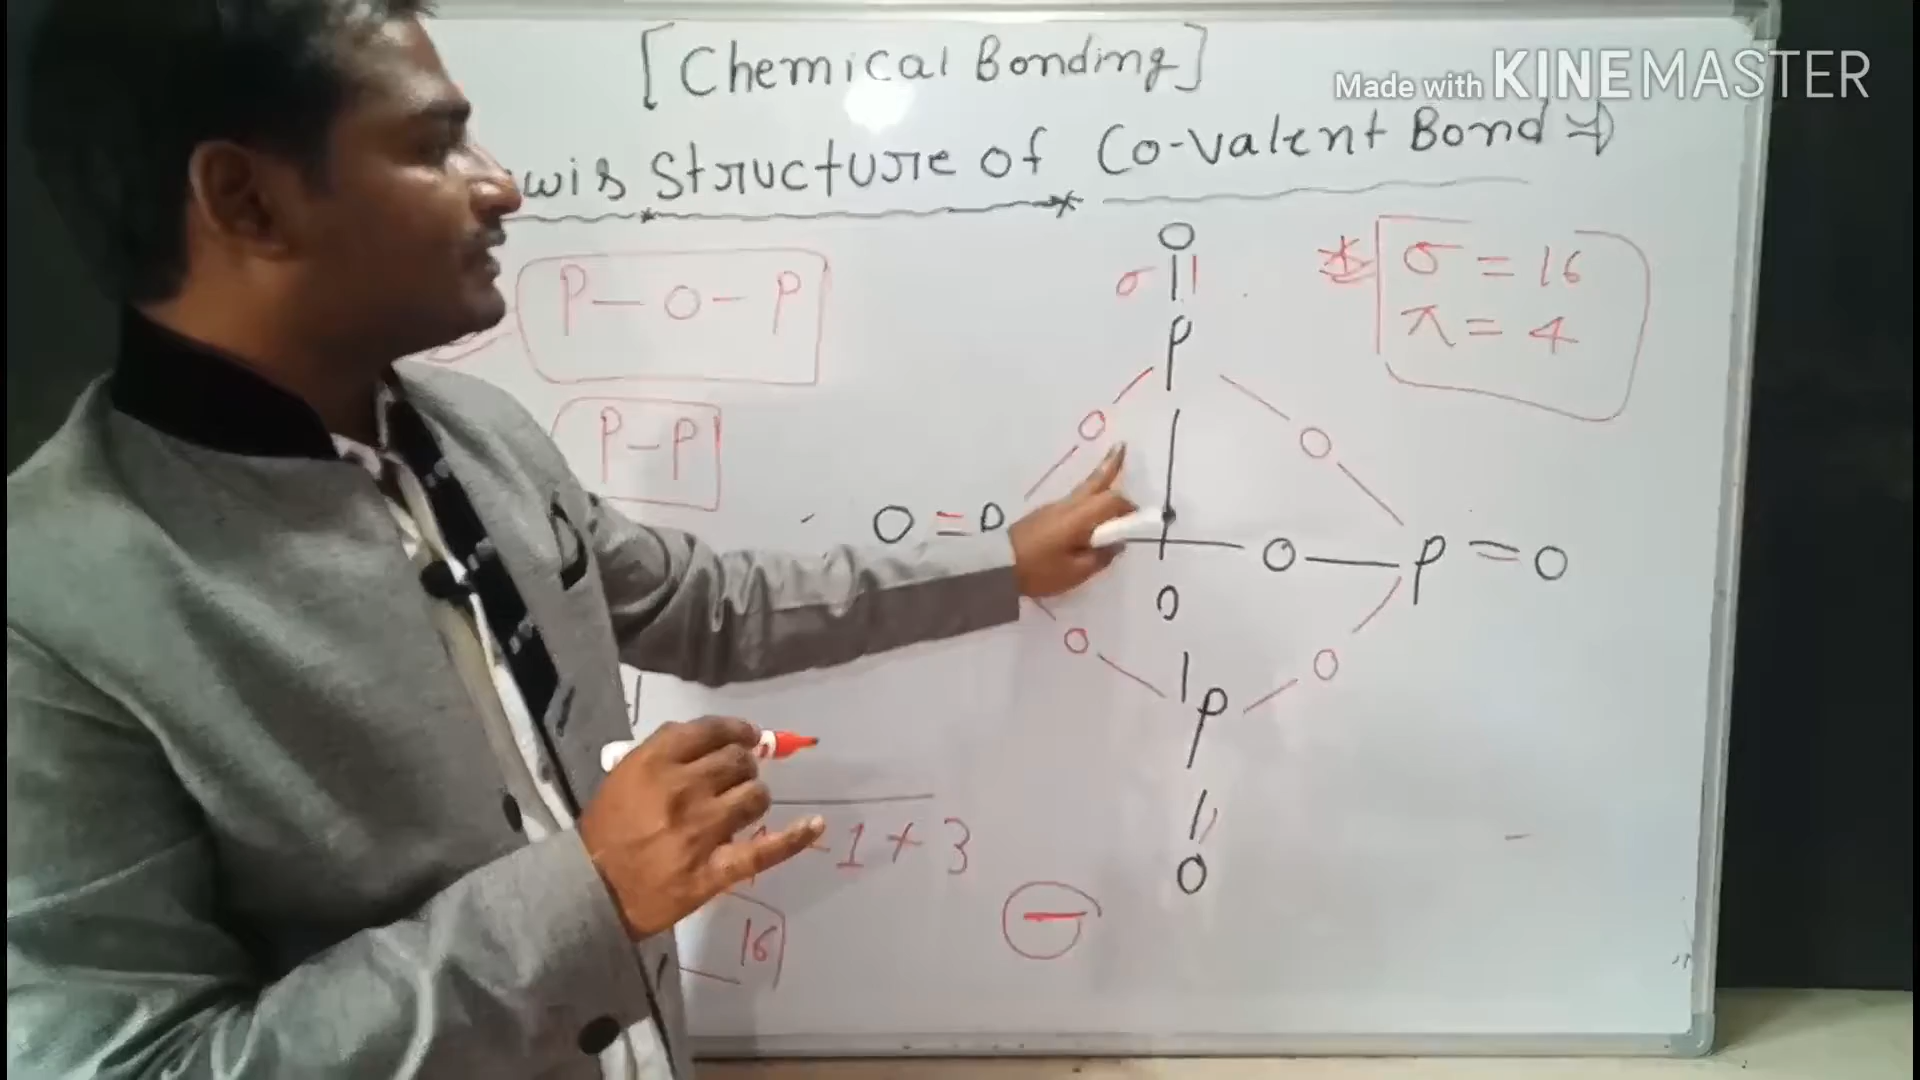 [Chemical Bonding]
Made with KINEMASTER
wis Structure of Co-valent Bond
P-O-P
P-P
σ = 16
π = 4
O
σ
P
O
O
O = P
O
P = O
O
O
O
P
O
1 + 3
16